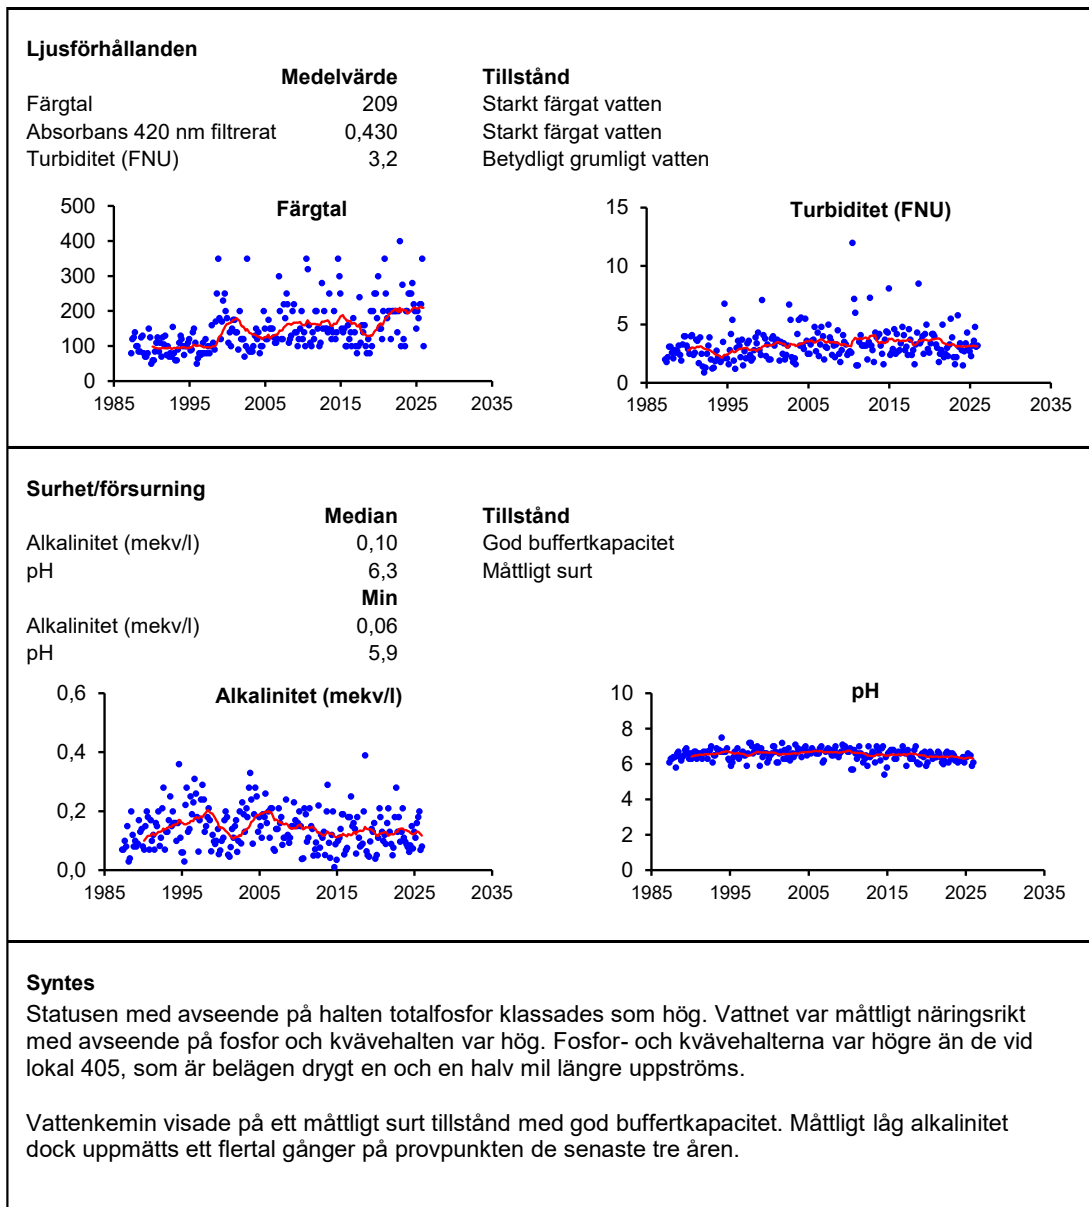 Ljusförhållanden
Medelvärde Tillstånd
Färgtal 209 Starkt färgat vatten
Absorbans 420 nm filtrerat 0,430 Starkt färgat vatten
Turbiditet (FNU) 3,2 Betydligt grumligt vatten
Färgtal
500
400
300
200
100
0
1985 1995 2005 2015 2025 2035
Turbiditet (FNU)
15
10
5
0
1985 1995 2005 2015 2025 2035
Surhet/försurning
Median Tillstånd
Alkalinitet (mekv/l) 0,10 God buffertkapacitet
pH 6,3 Måttligt surt
Min
Alkalinitet (mekv/l) 0,06
pH 5,9
Alkalinitet (mekv/l)
0,6
0,4
0,2
0,0
1985 1995 2005 2015 2025 2035
pH
10
8
6
4
2
0
1985 1995 2005 2015 2025 2035
Syntes
Statusen med avseende på halten totalfosfor klassades som hög. Vattnet var måttligt näringsrikt
med avseende på fosfor och kvävehalten var hög. Fosfor- och kvävehalterna var högre än de vid
lokal 405, som är belägen drygt en och en halv mil längre uppströms.
Vattenkemin visade på ett måttligt surt tillstånd med god buffertkapacitet. Måttligt låg alkalinitet
dock uppmätts ett flertal gånger på provpunkten de senaste tre åren.